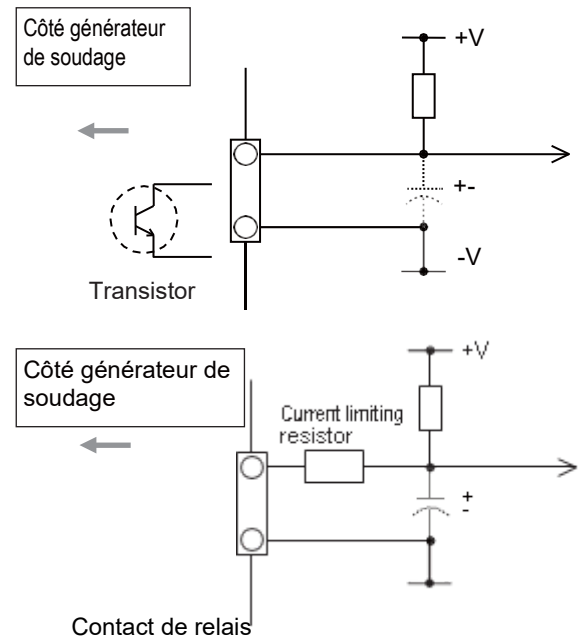 Côté générateur
de soudage
+V
+-
-V
Transistor
Côté générateur de
soudage
+V
Current limiting
resistor
+
-
Contact de relais